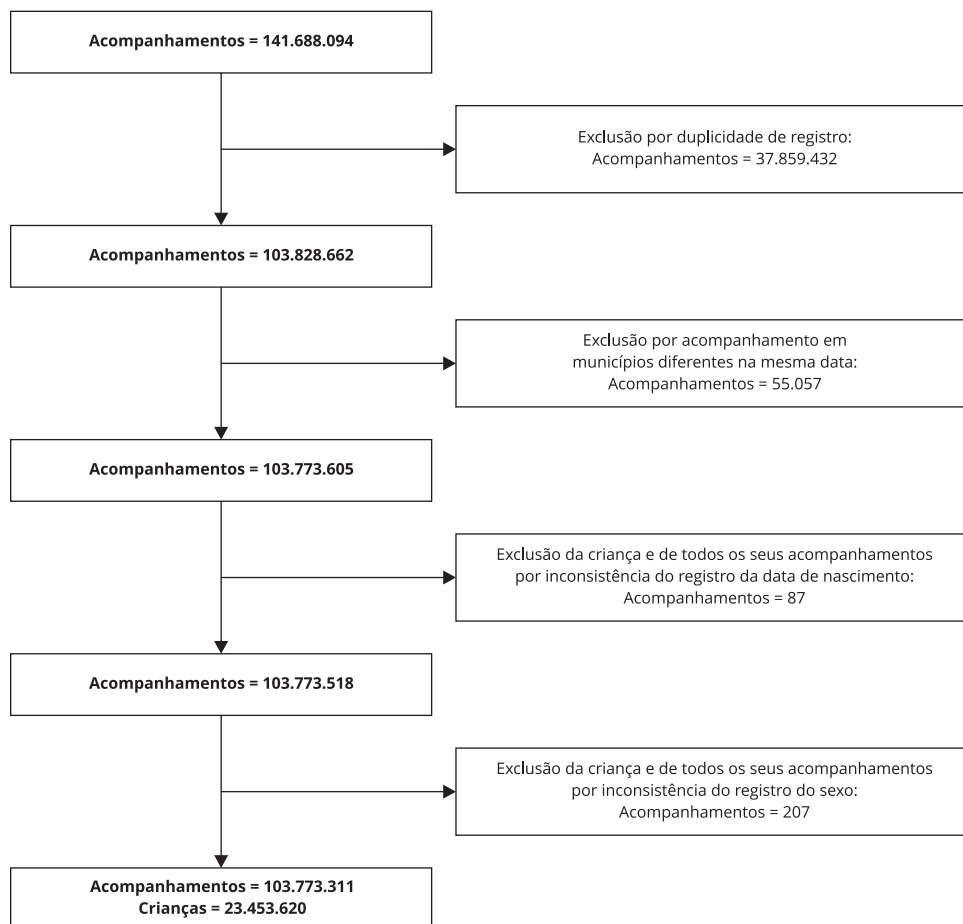 Acompanhamentos = 141.688.094
Exclusão por duplicidade de registro:
Acompanhamentos = 37.859.432
Acompanhamentos = 103.828.662
Exclusão por acompanhamento em
municípios diferentes na mesma data:
Acompanhamentos = 55.057
Acompanhamentos = 103.773.605
Exclusão da criança e de todos os seus acompanhamentos
por inconsistência do registro da data de nascimento:
Acompanhamentos = 87
Acompanhamentos = 103.773.518
Exclusão da criança e de todos os seus acompanhamentos
por inconsistência do registro do sexo:
Acompanhamentos = 207
Acompanhamentos = 103.773.311
Crianças = 23.453.620